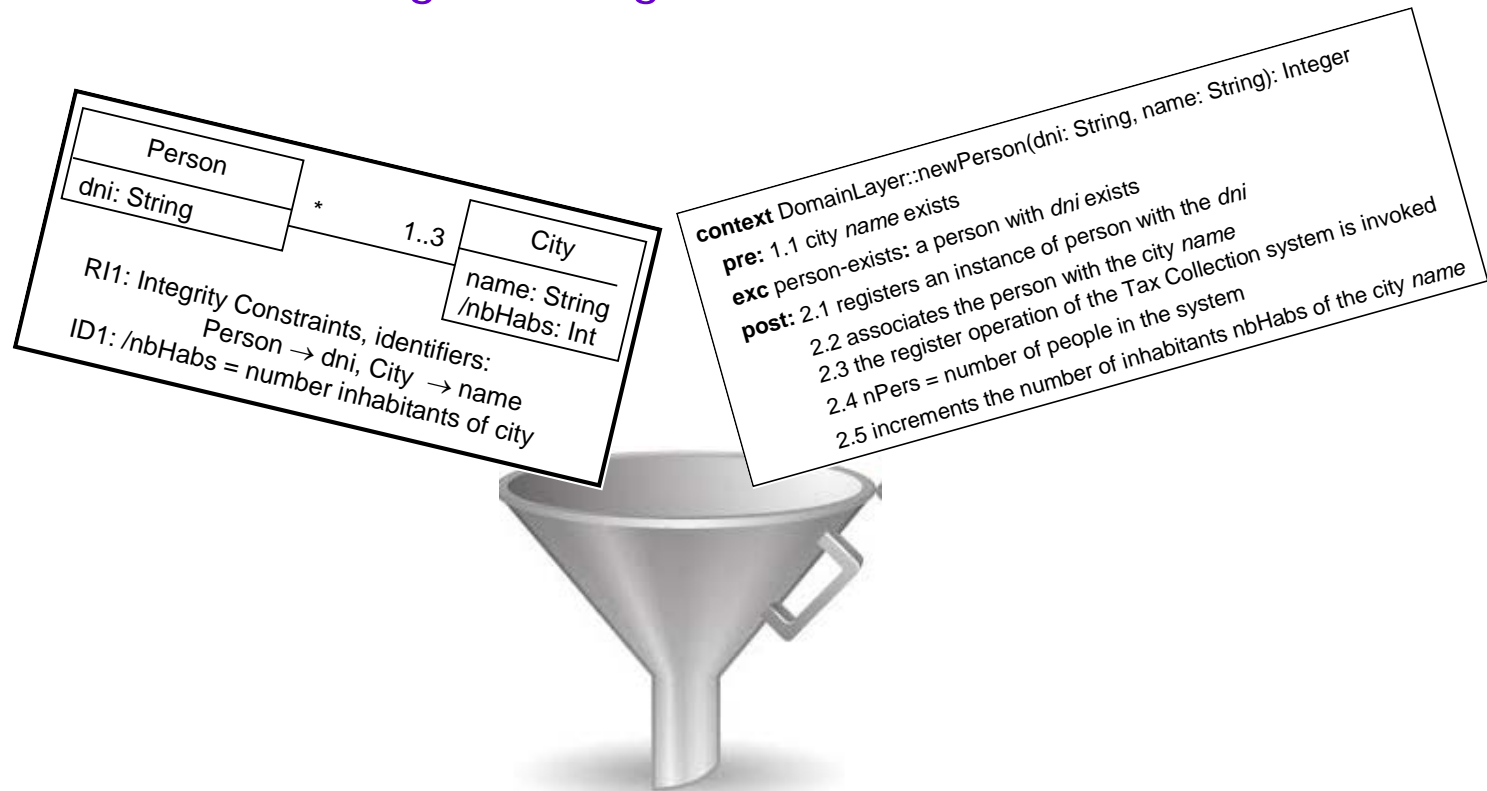 Person
dni: String
*
1..3
City
name: String
/nbHabs: Int
RI1: Integrity Constraints, identifiers:
Person → dni, City → name
ID1: /nbHabs = number inhabitants of city
context DomainLayer::newPerson(dni: String, name: String): Integer
pre: 1.1 city name exists
exc person-exists: a person with dni exists
post: 2.1 registers an instance of person with the dni
2.2 associates the person with the city name
2.3 the register operation of the Tax Collection system is invoked
2.4 nPers = number of people in the system
2.5 increments the number of inhabitants nbHabs of the city name